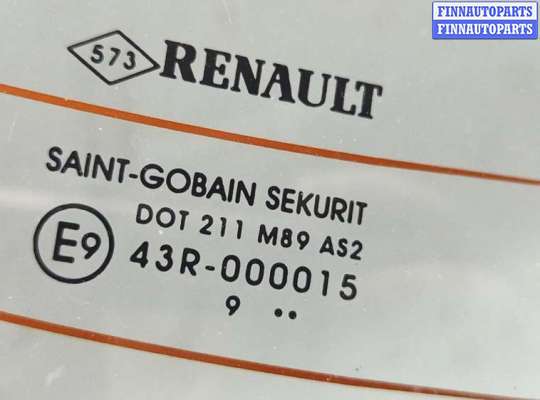 FINNAUTOPARTS
FINNAUTOPARTS
573 RENAULT
SAINT-GOBAIN SEKURIT
DOT 211 M89 AS2
E9 43R-000015
9 ..